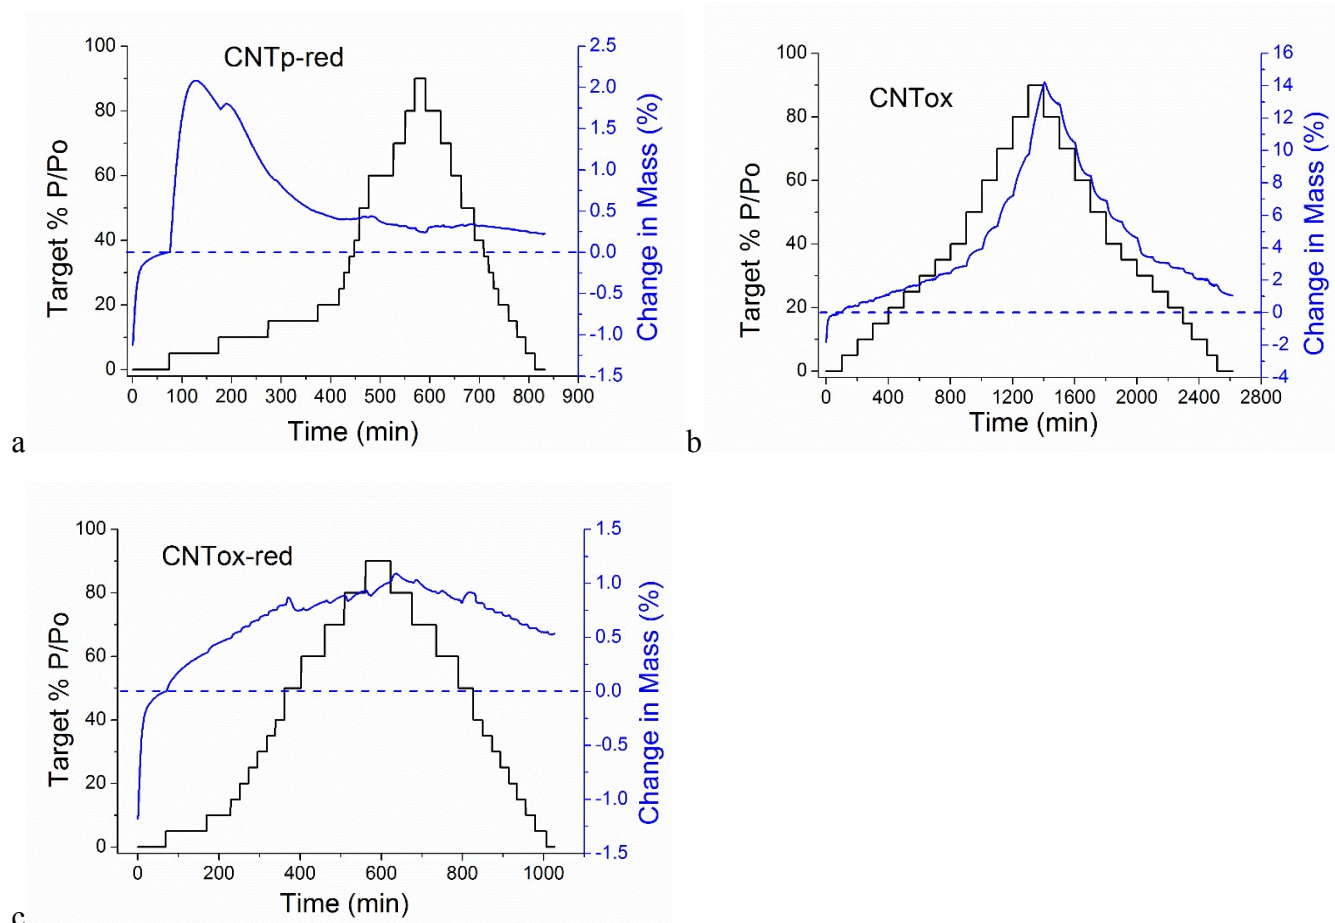 CNTp-red
Target % P/Po
100
80
60
40
20
0
0 100 200 300 400 500 600 700 800 900
Time (min)
2.5
2.0
1.5
1.0
0.5
0.0
-0.5
-1.0
-1.5
Change in Mass (%)
a
CNTox
Target % P/Po
100
80
60
40
20
0
0 400 800 1200 1600 2000 2400 2800
Time (min)
16
14
12
10
8
6
4
2
0
-2
-4
Change in Mass (%)
b
CNTox-red
Target % P/Po
100
80
60
40
20
0
0 200 400 600 800 1000
Time (min)
1.5
1.0
0.5
0.0
-0.5
-1.0
-1.5
Change in Mass (%)
c